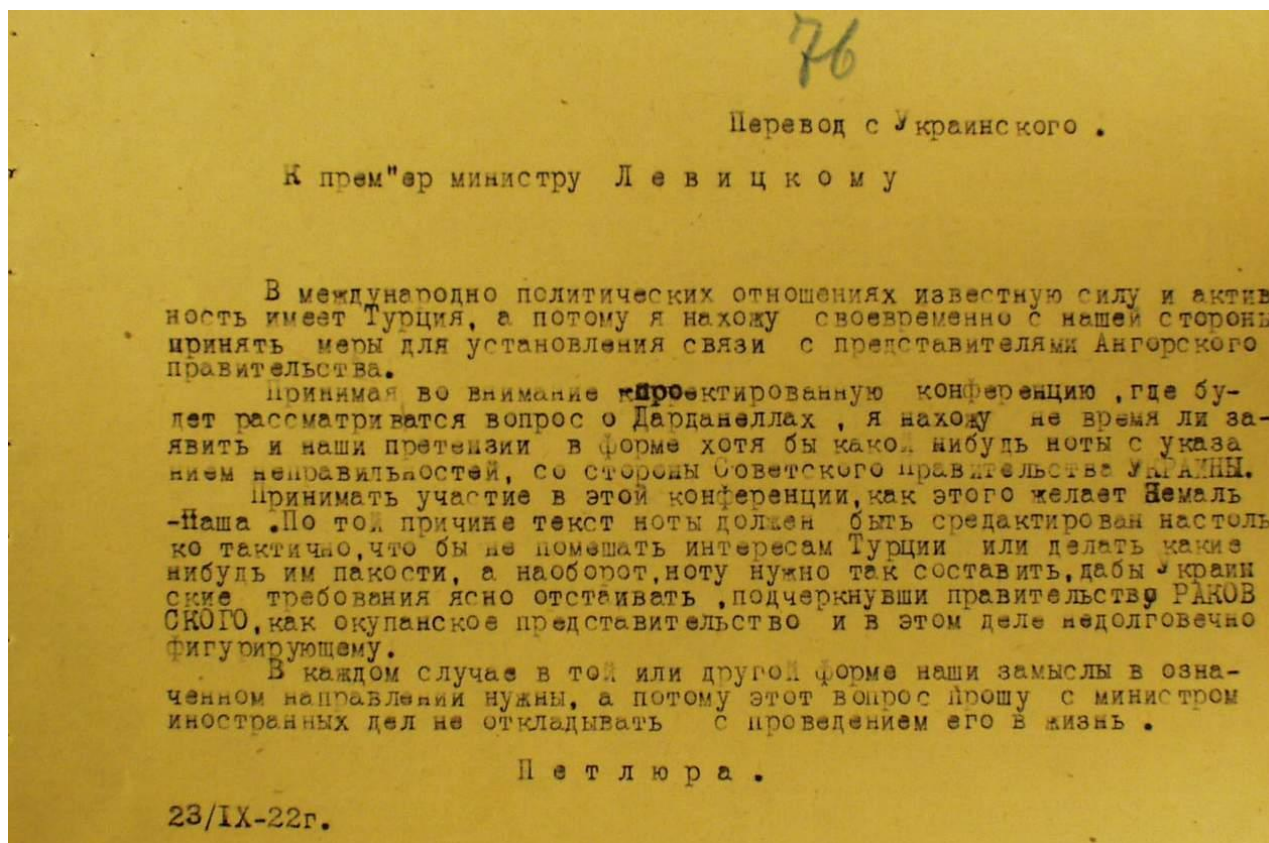 76
Перевод с Украинского .
К прем"ер министру Л е в и ц к о м у
В международно политических отношениях известную силу и актив
ность имеет Турция, а потому я нахожу своевременно с нашей стороны
принять меры для установления связи с представителями Ангорского
правительства.
Принимая во внимание проектированную конференцию ,где бу-
дет рассматриватся вопрос о Дарданеллах , я нахожу не время ли за-
явить и наши претензии в форме хотя бы какой нибудь ноты с указа
нием неправильностей, со стороны Советского правительства УКРАИНЫ.
Принимать участие в этой конференции,как этого желает Кемаль
-Паша .По той причине текст ноты должен быть средактирован настоль
ко тактично,что бы не помешать интересам Турции или делать какие
нибудь им пакости, а наоборот,ноту нужно так составить,дабы Украин
ские требования ясно отстаивать ,подчеркнувши правительство РАКОВ
СКОГО,как окупанское представительство и в этом деле недолговечно
фигурирующему.
В каждом случае в той или другой форме наши замыслы в озна-
ченном направлении нужны, а потому этот вопрос прошу с министром
иностранных дел не откладывать с проведением его в жизнь .
П е т л ю р а .
23/IX-22г.